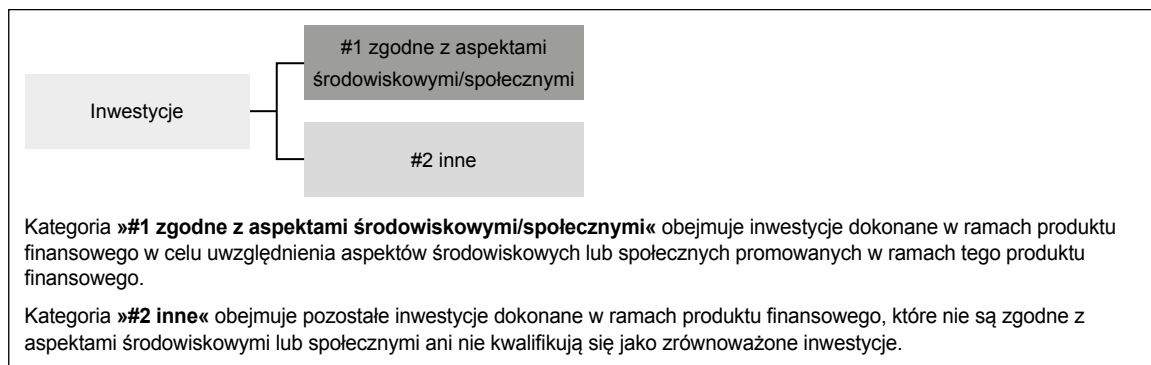 #1 zgodne z aspektami
środowiskowymi/społecznymi
Inwestycje
#2 inne
Kategoria »#1 zgodne z aspektami środowiskowymi/społecznymi« obejmuje inwestycje dokonane w ramach produktu
finansowego w celu uwzględnienia aspektów środowiskowych lub społecznych promowanych w ramach tego produktu
finansowego.
Kategoria »#2 inne« obejmuje pozostałe inwestycje dokonane w ramach produktu finansowego, które nie są zgodne z
aspektami środowiskowymi lub społecznymi ani nie kwalifikują się jako zrównoważone inwestycje.